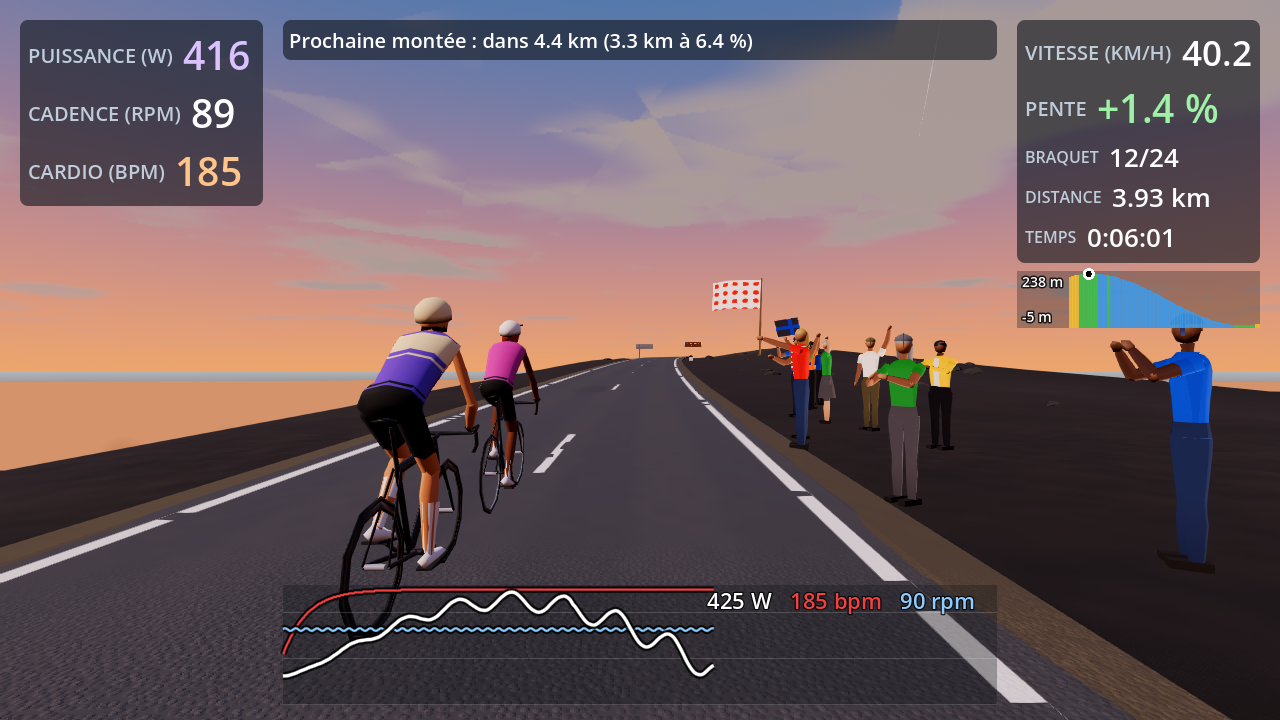 PUISSANCE (W) 416
CADENCE (RPM) 89
CARDIO (BPM) 185
Prochaine montée : dans 4.4 km (3.3 km à 6.4 %)
VITESSE (KM/H) 40.2
PENTE +1.4 %
BRAQUET 12/24
DISTANCE 3.93 km
TEMPS 0:06:01
238 m
-5 m
425 W 185 bpm 90 rpm